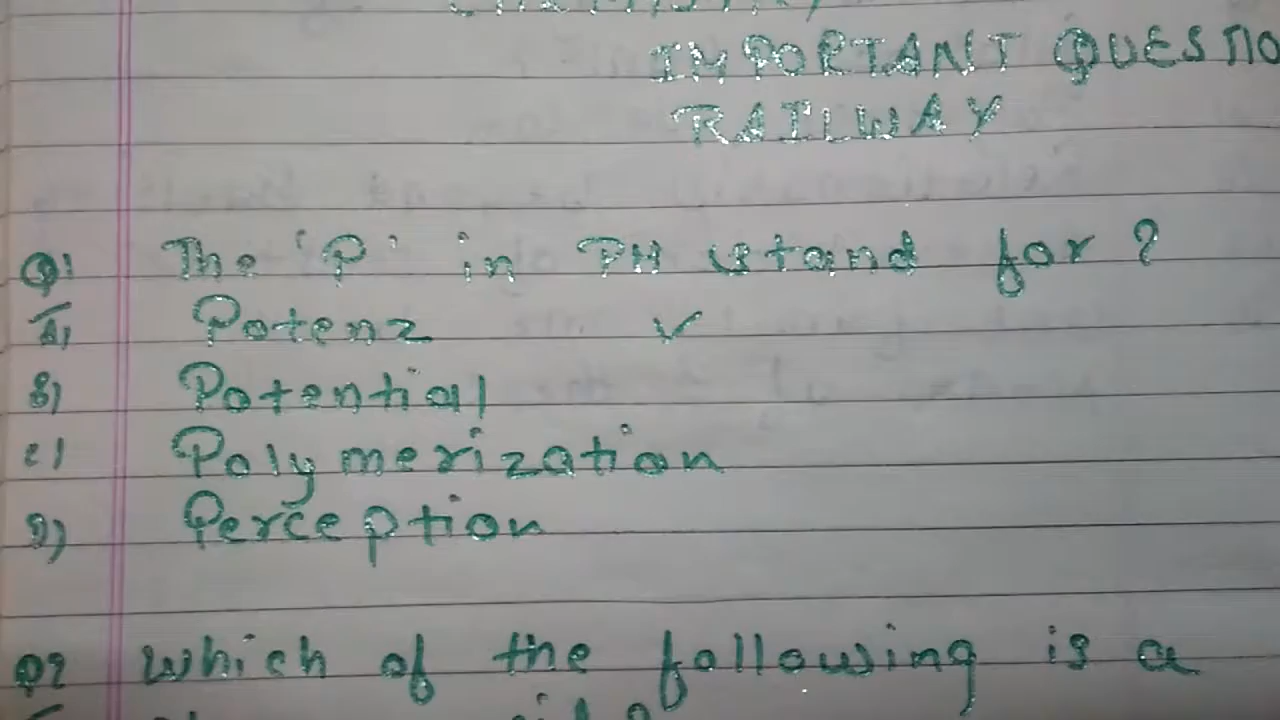 CHEMISTRY
IMPORTANT QUESTIO
RAILWAY
Q1 The 'P' in PH stand for ?
A) Potenz ✓
B) Potential
C) Polymerization
D) Perception
Q2 Which of the following is a